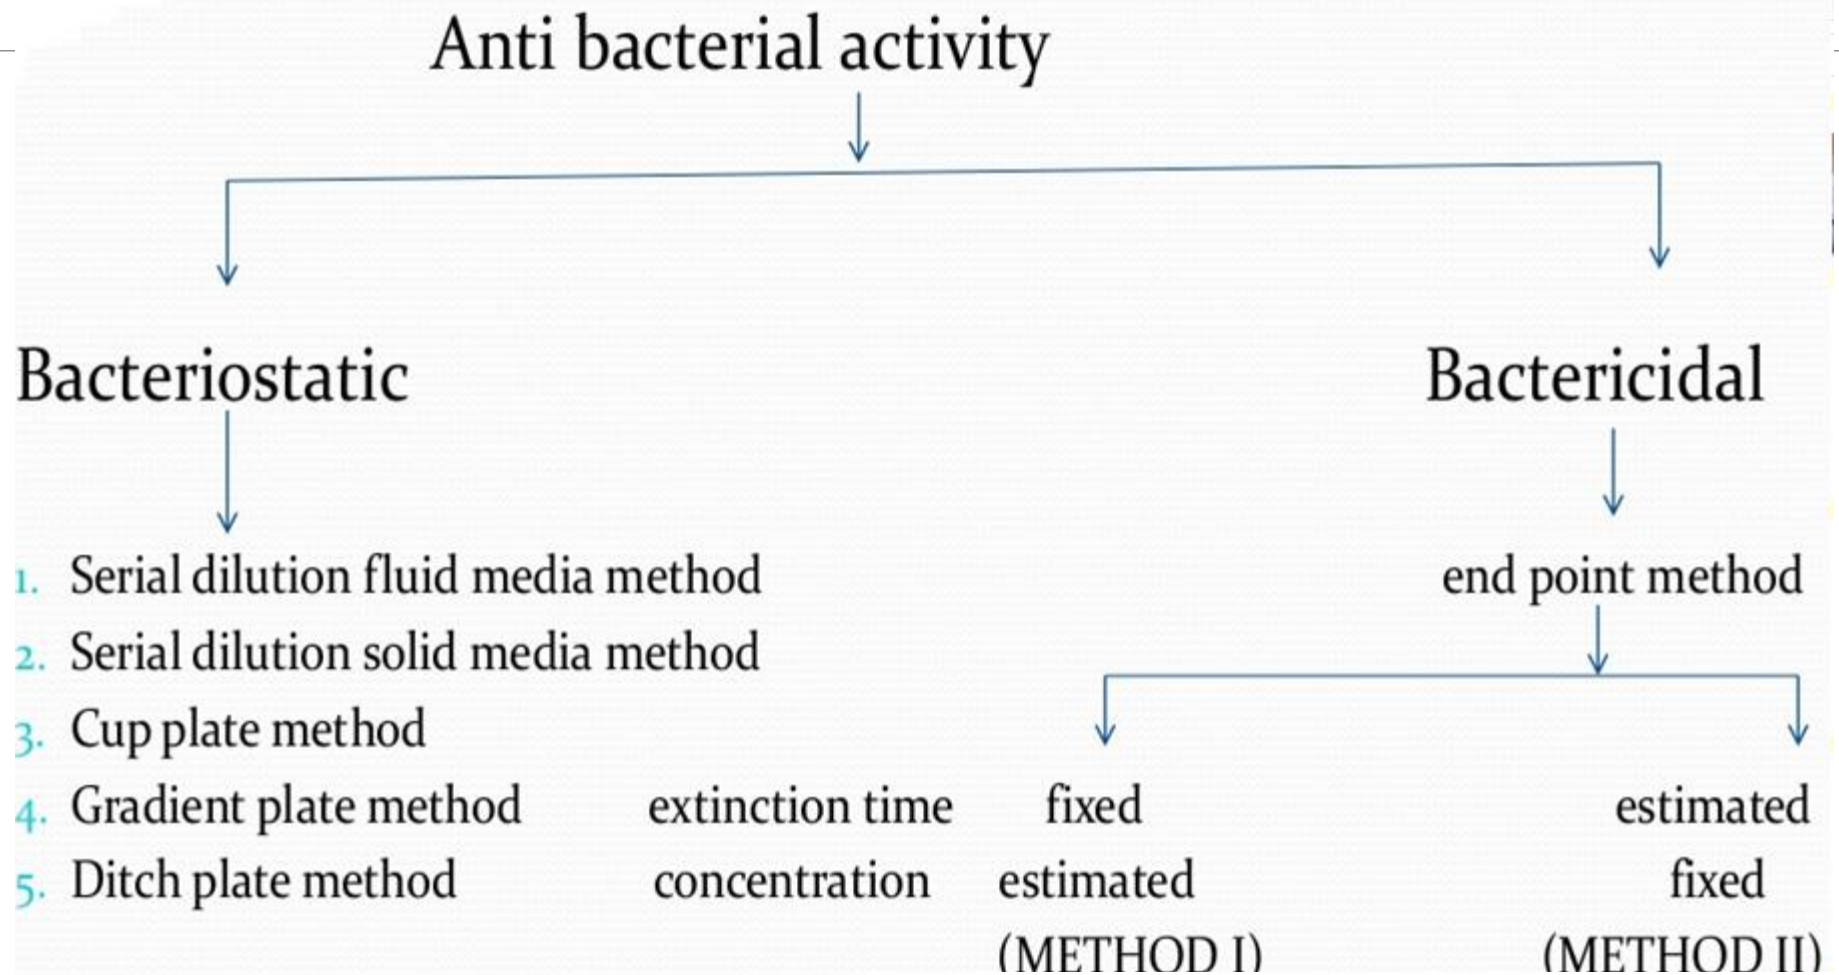 Anti bacterial activity
Bacteriostatic
Bactericidal
1. Serial dilution fluid media method
2. Serial dilution solid media method
3. Cup plate method
4. Gradient plate method
5. Ditch plate method
end point method
extinction time fixed estimated
concentration estimated fixed
(METHOD I) (METHOD II)